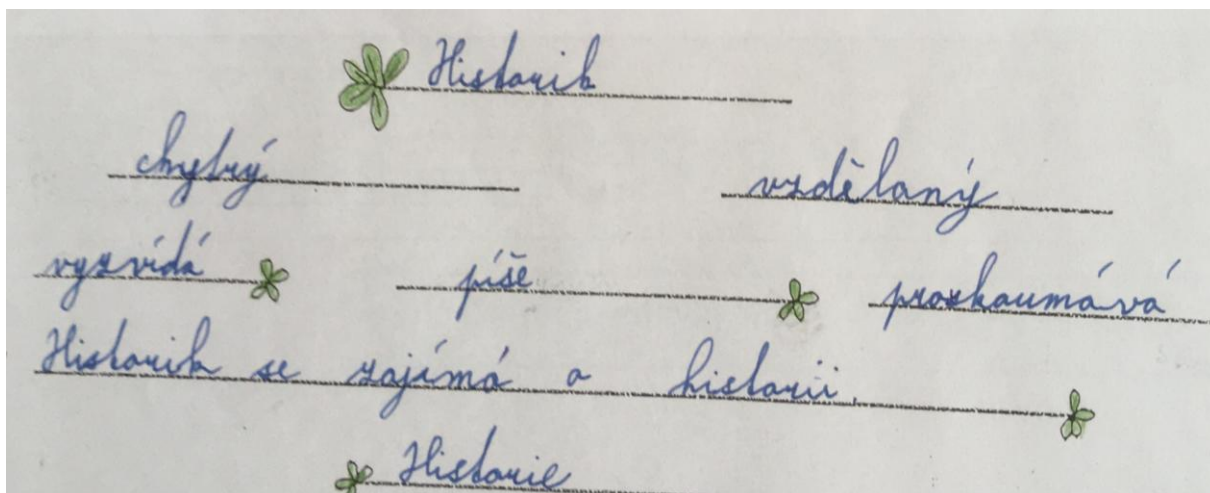 Historik
chytrý vzdělaný
vyzvídá píše prozkoumává
Historik se zajímá o historii.
Historie